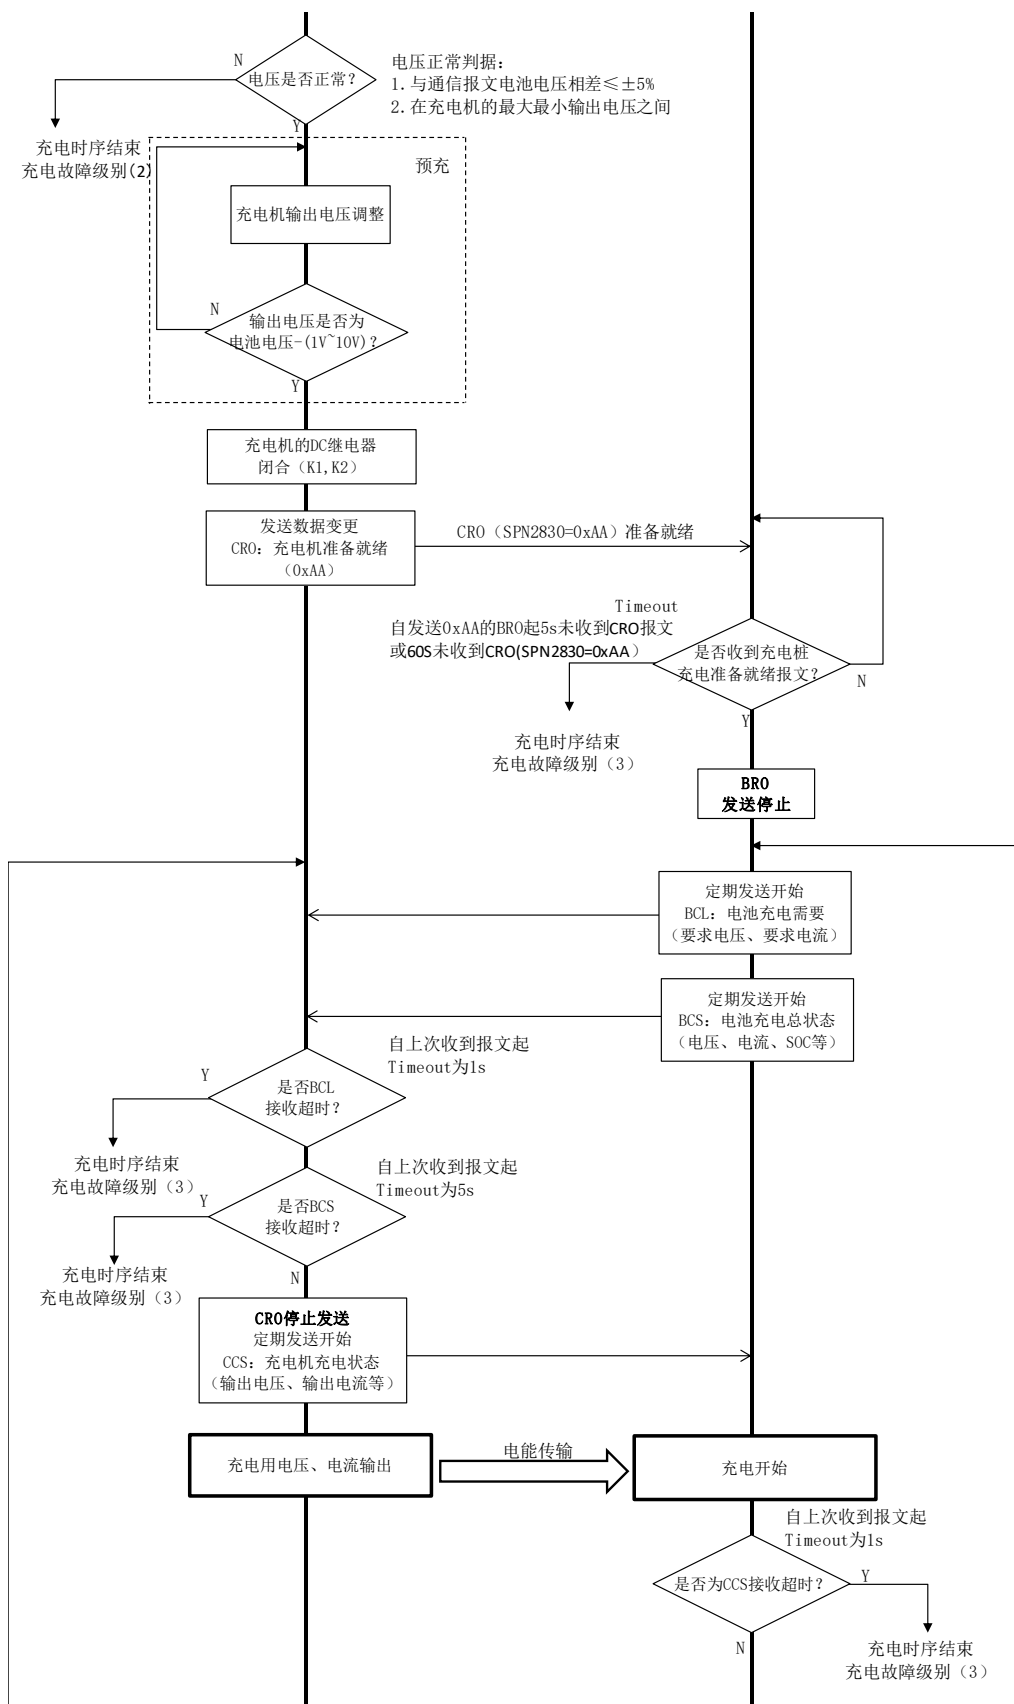 N
电压是否正常?
电压正常判据:
1.与通信报文电池电压相差≤±5%
2.在充电机的最大最小输出电压之间
Y
充电时序结束
充电故障级别(2)
预充
充电机输出电压调整
N
输出电压是否为
电池电压-(1V~10V)?
Y
充电机的DC继电器
闭合（K1,K2）
发送数据变更
CRO: 充电机准备就绪
（0xAA）
CRO（SPN2830=0xAA）准备就绪
Timeout
自发送0xAA的BRO起5s未收到CRO报文
或60S未收到CRO(SPN2830=0xAA）
是否收到充电桩
充电准备就绪报文?
N
Y
充电时序结束
充电故障级别（3）
BRO
发送停止
定期发送开始
BCL: 电池充电需要
（要求电压、要求电流）
定期发送开始
BCS: 电池充电总状态
（电压、电流、SOC等）
自上次收到报文起
Timeout为1s
Y
是否BCL
接收超时?
充电时序结束
充电故障级别（3）
自上次收到报文起
Timeout为5s
Y
是否BCS
接收超时?
充电时序结束
充电故障级别（3）
N
CRO停止发送
定期发送开始
CCS: 充电机充电状态
（输出电压、输出电流等）
充电用电压、电流输出
电能传输
充电开始
自上次收到报文起
Timeout为1s
是否为CCS接收超时?
Y
N
充电时序结束
充电故障级别（3）